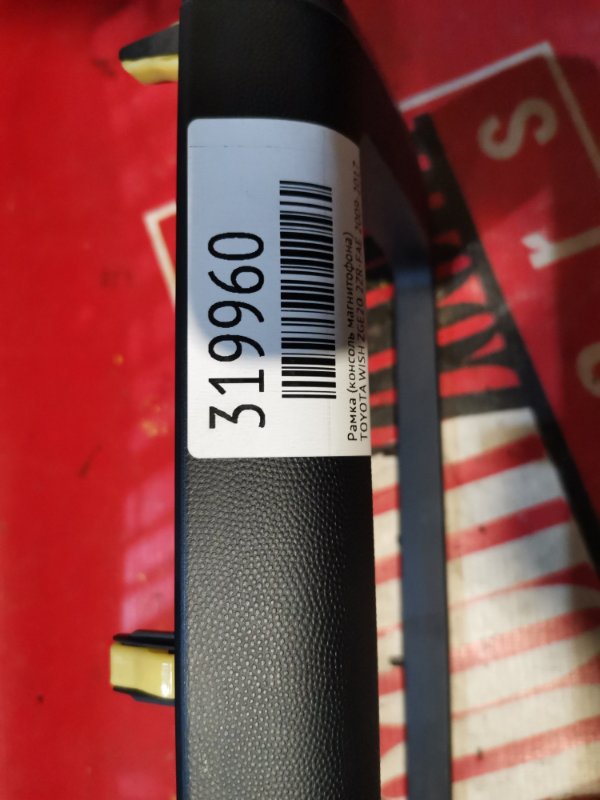 319960
Рамка (консоль магнитофона)
TOYOTA WISH ZGE20 2ZR-FAE 2009-2017